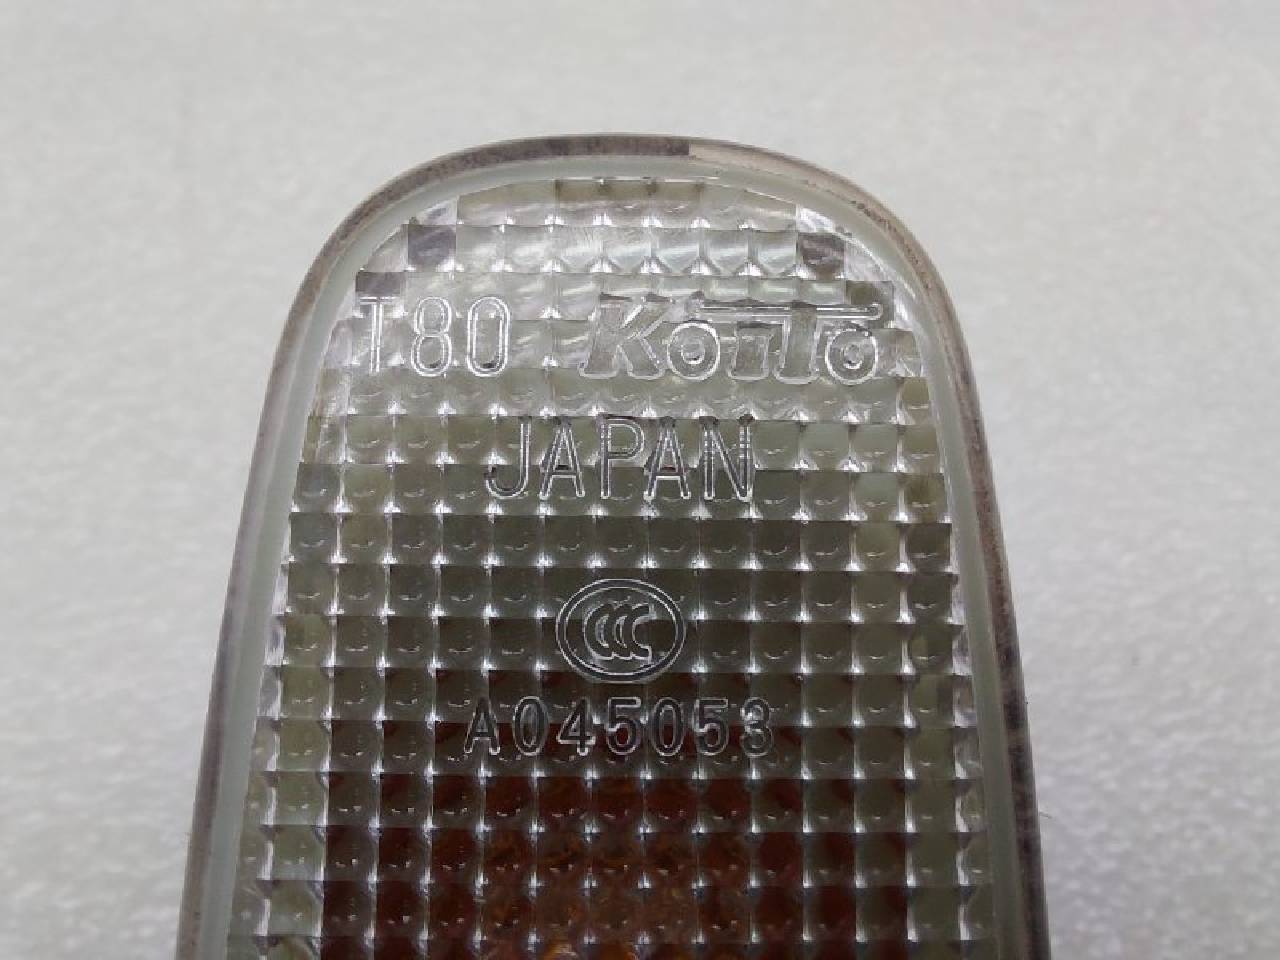 T80 KoiTo
JAPAN
CCC
A045053